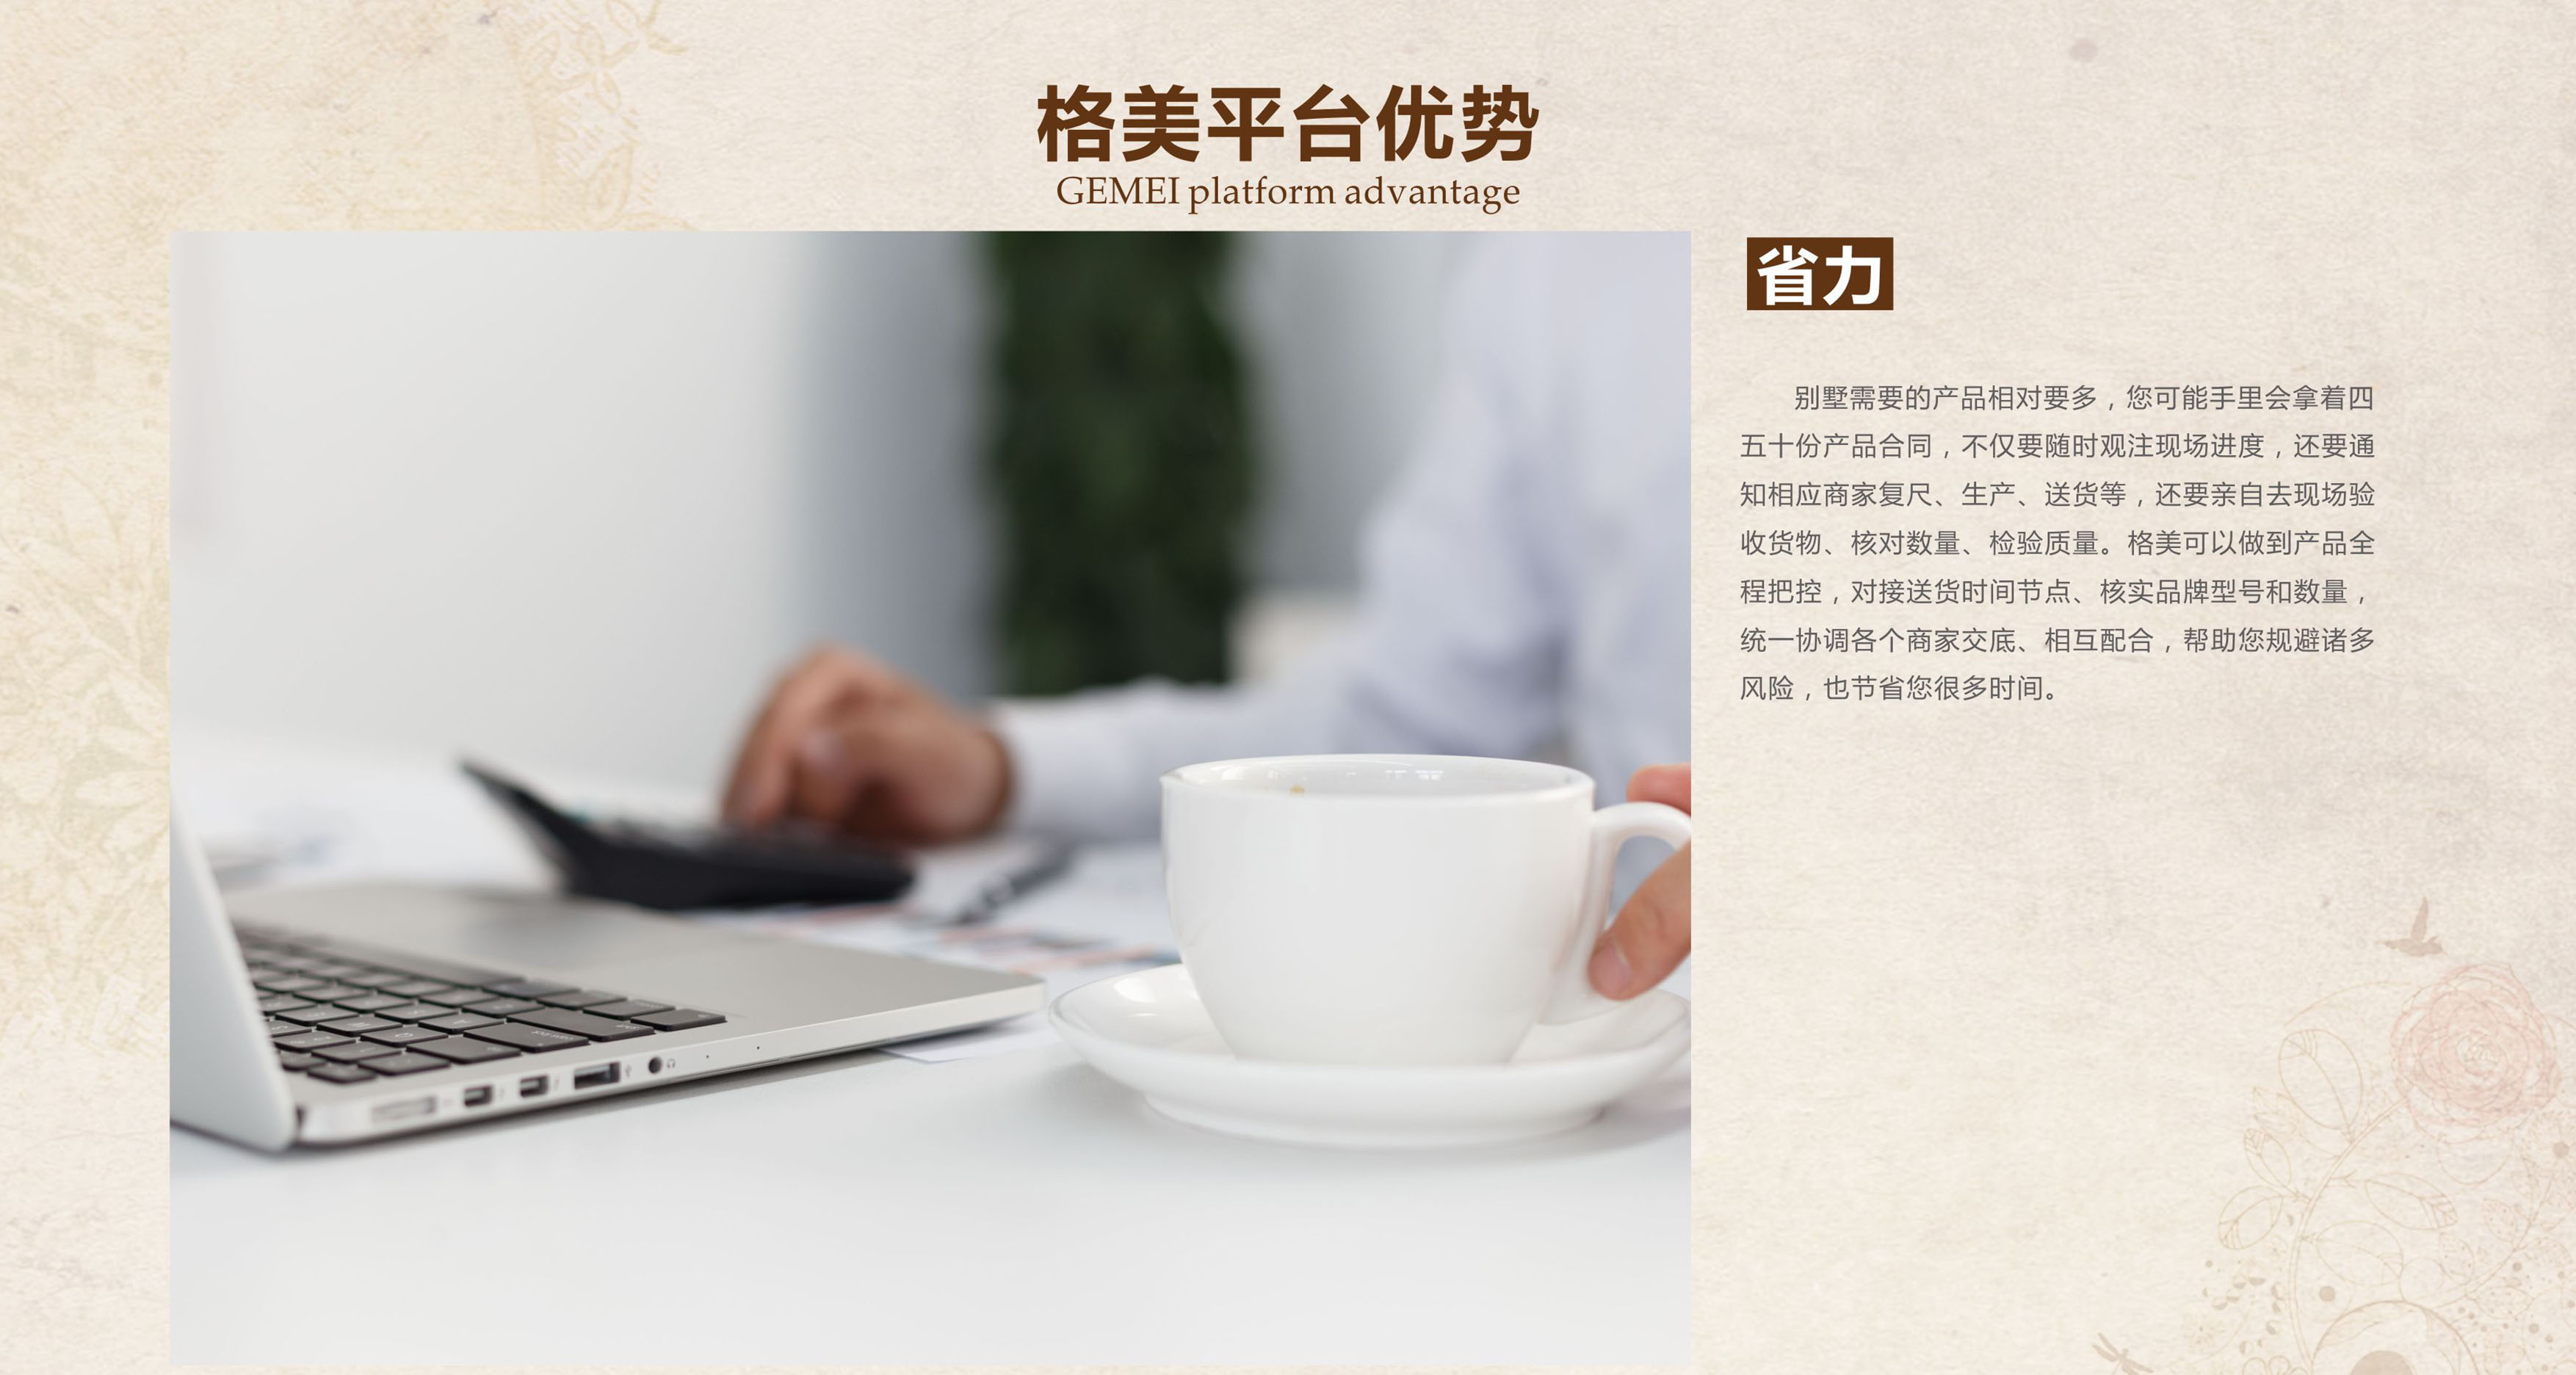 格美平台优势
GEMEI platform advantage
省力
别墅需要的产品相对要多，您可能手里会拿着四
五十份产品合同，不仅要随时观注现场进度，还要通
知相应商家复尺、生产、送货等，还要亲自去现场验
收货物、核对数量、检验质量。格美可以做到产品全
程把控，对接送货时间节点、核实品牌型号和数量，
统一协调各个商家交底、相互配合，帮助您规避诸多
风险，也节省您很多时间。